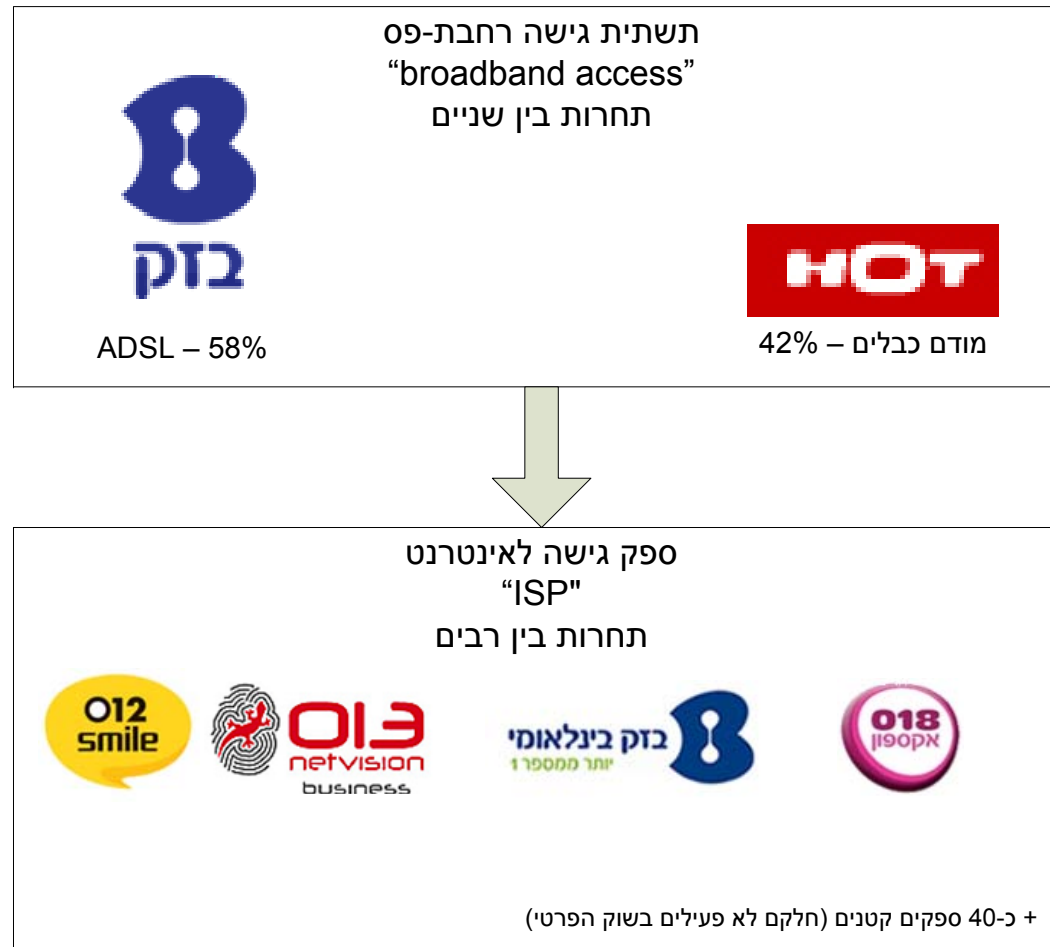 תשתית גישה רחבת-פס
“broadband access”
תחרות בין שניים
בזק
HOT
ADSL – 58%
מודם כבלים – 42%
ספק גישה לאינטרנט
“ISP"
תחרות בין רבים
012
smile
013
netvision
business
בזק בינלאומי
יותר ממספר 1
018
אקספון
+ כ-40 ספקים קטנים (חלקם לא פעילים בשוק הפרטי)